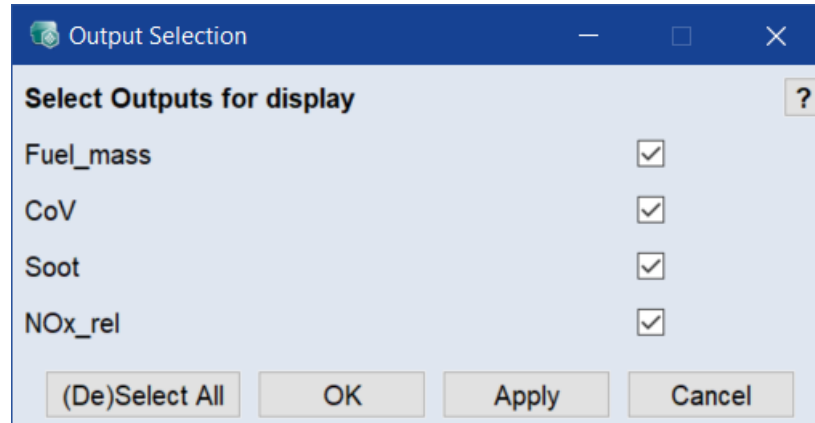 Output Selection
Select Outputs for display ?
Fuel_mass
CoV
Soot
NOx_rel
(De)Select All OK Apply Cancel